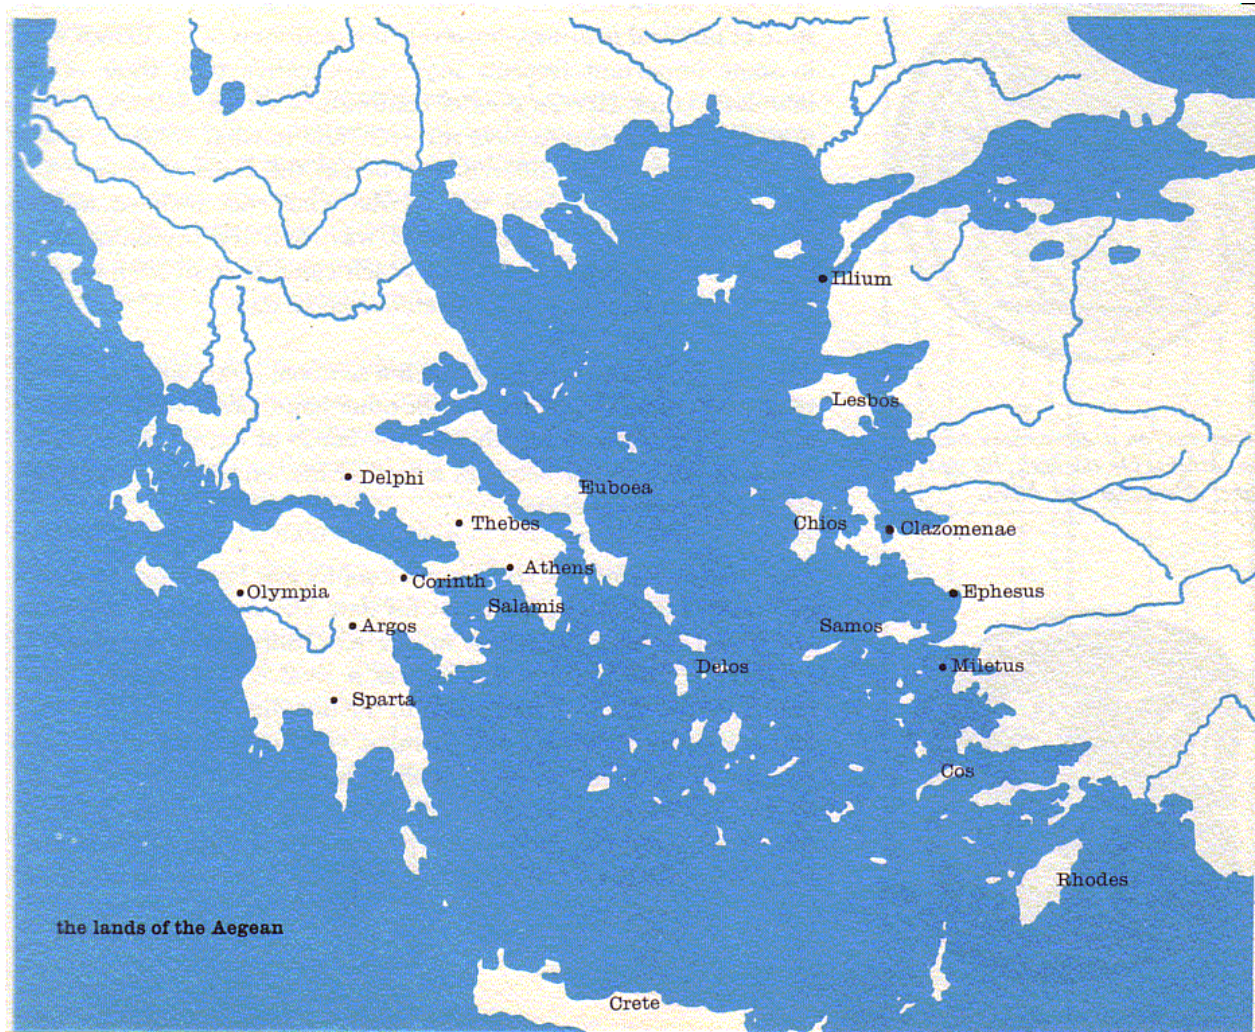 Illium
Lesbos
Delphi
Euboea
Thebes
Chios
Clazomenae
Athens
Corinth
Olympia
Ephesus
Salamis
Argos
Samos
Delos
Miletus
Sparta
Cos
Rhodes
the lands of the Aegean
Crete